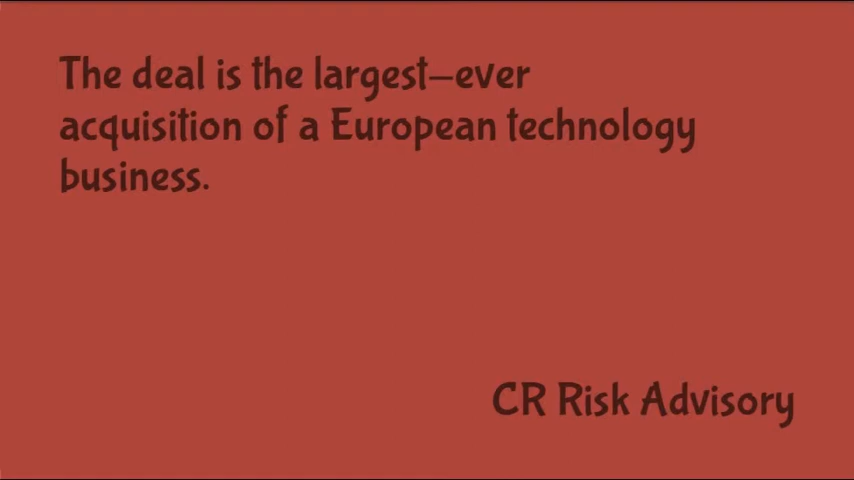 The deal is the largest-ever
acquisition of a European technology
business.
CR Risk Advisory